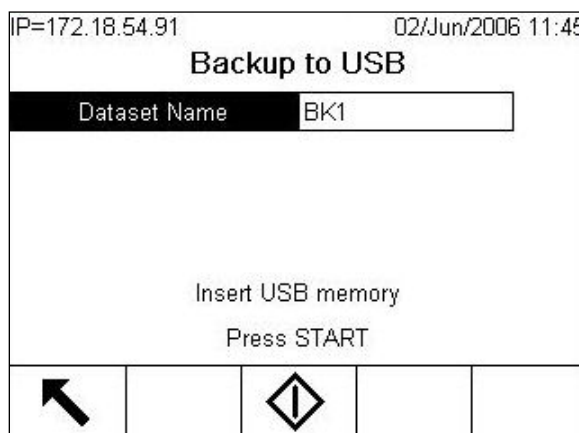 IP=172.18.54.91 02/Jun/2006 11:45
Backup to USB
Dataset Name BK1
Insert USB memory
Press START